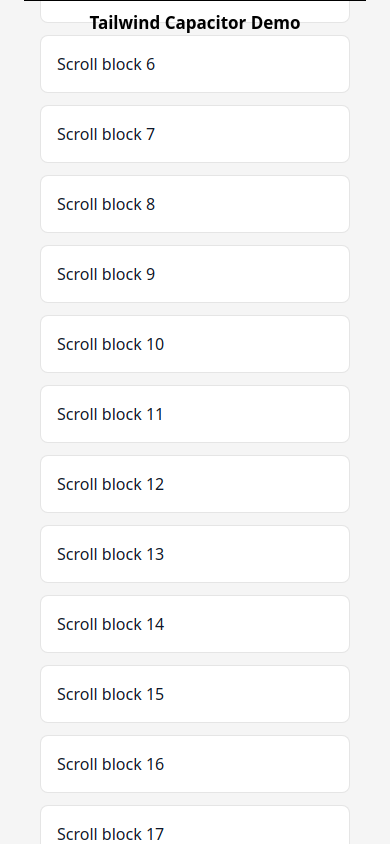 Tailwind Capacitor Demo
Scroll block 6
Scroll block 7
Scroll block 8
Scroll block 9
Scroll block 10
Scroll block 11
Scroll block 12
Scroll block 13
Scroll block 14
Scroll block 15
Scroll block 16
Scroll block 17